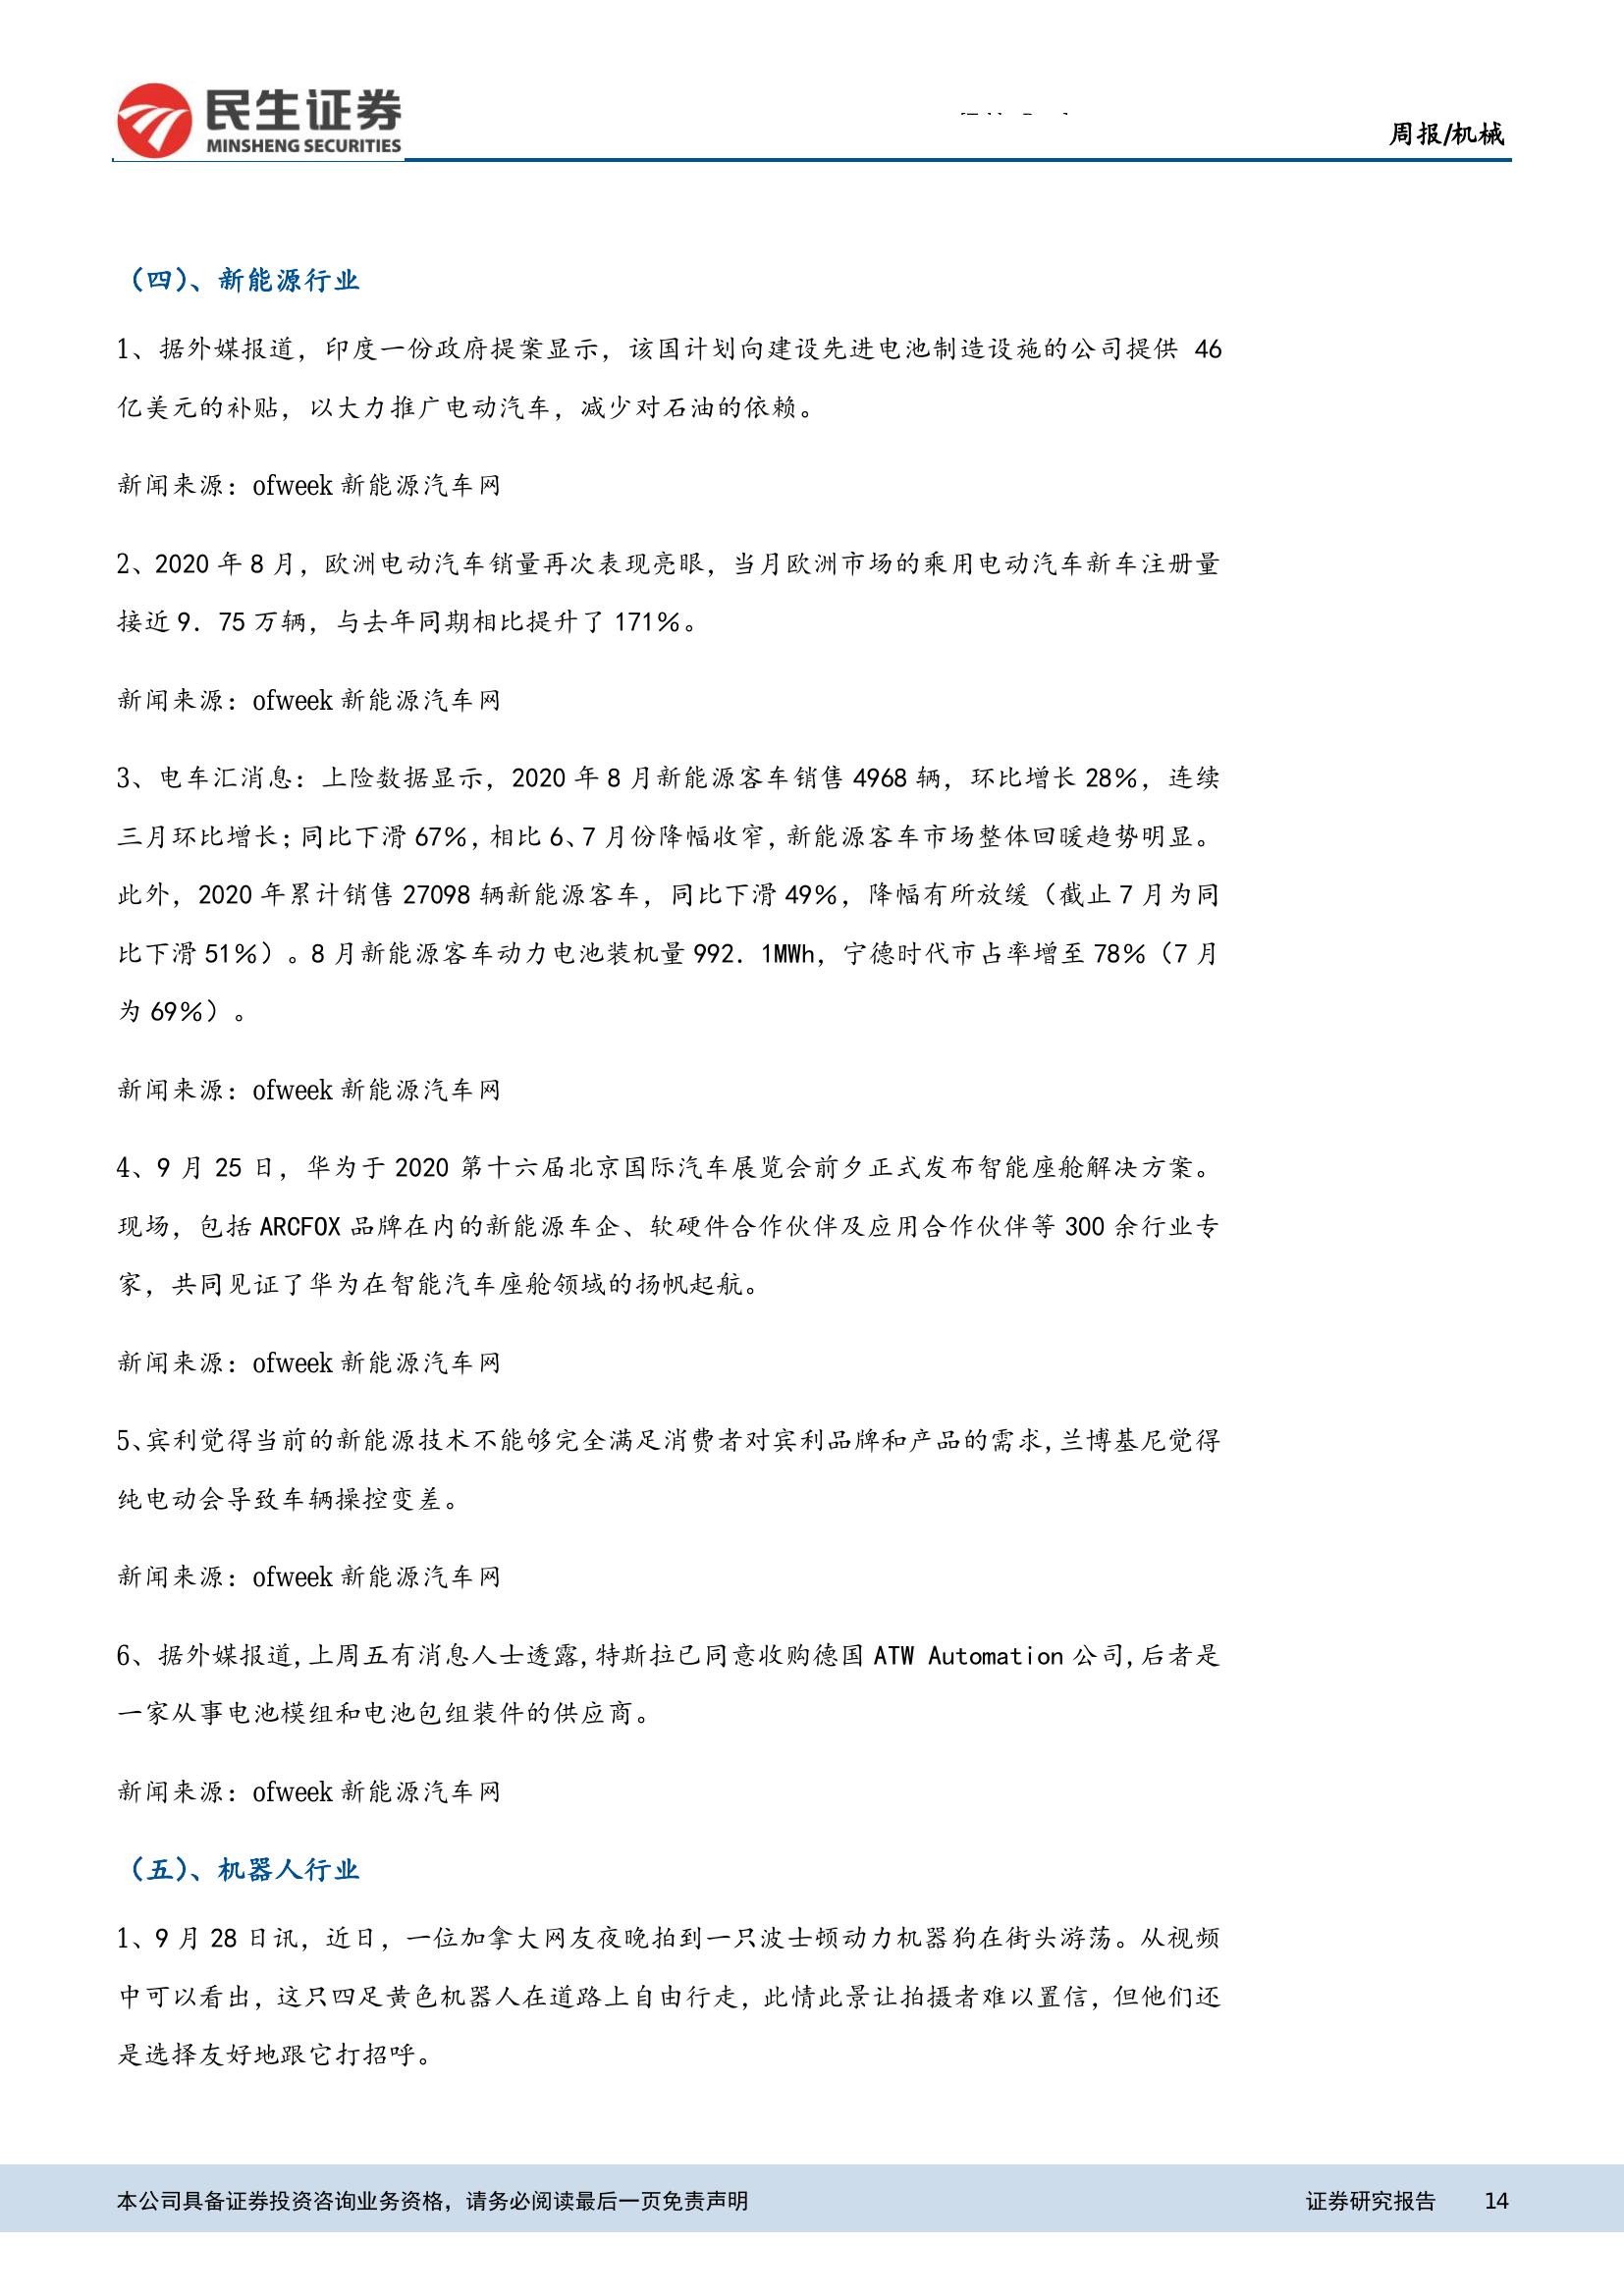 民生证券
MINSHENG SECURITIES
周报/机械
（四）、新能源行业
1、据外媒报道，印度一份政府提案显示，该国计划向建设先进电池制造设施的公司提供 46
亿美元的补贴，以大力推广电动汽车，减少对石油的依赖。
新闻来源：ofweek 新能源汽车网
2、2020 年 8 月，欧洲电动汽车销量再次表现亮眼，当月欧洲市场的乘用电动汽车新车注册量
接近 9．75 万辆，与去年同期相比提升了 171％。
新闻来源：ofweek 新能源汽车网
3、电车汇消息：上险数据显示，2020 年 8 月新能源客车销售 4968 辆，环比增长 28％，连续
三月环比增长；同比下滑 67％，相比 6、7 月份降幅收窄，新能源客车市场整体回暖趋势明显。
此外，2020 年累计销售 27098 辆新能源客车，同比下滑 49％，降幅有所放缓（截止 7 月为同
比下滑 51％）。8 月新能源客车动力电池装机量 992．1MWh，宁德时代市占率增至 78％（7 月
为 69％）。
新闻来源：ofweek 新能源汽车网
4、9 月 25 日，华为于 2020 第十六届北京国际汽车展览会前夕正式发布智能座舱解决方案。
现场，包括 ARCFOX 品牌在内的新能源车企、软硬件合作伙伴及应用合作伙伴等 300 余行业专
家，共同见证了华为在智能汽车座舱领域的扬帆起航。
新闻来源：ofweek 新能源汽车网
5、宾利觉得当前的新能源技术不能够完全满足消费者对宾利品牌和产品的需求,兰博基尼觉得
纯电动会导致车辆操控变差。
新闻来源：ofweek 新能源汽车网
6、据外媒报道,上周五有消息人士透露,特斯拉已同意收购德国 ATW Automation 公司,后者是
一家从事电池模组和电池包组装件的供应商。
新闻来源：ofweek 新能源汽车网
（五）、机器人行业
1、9 月 28 日讯，近日，一位加拿大网友夜晚拍到一只波士顿动力机器狗在街头游荡。从视频
中可以看出，这只四足黄色机器人在道路上自由行走，此情此景让拍摄者难以置信，但他们还
是选择友好地跟它打招呼。
本公司具备证券投资咨询业务资格，请务必阅读最后一页免责声明
证券研究报告 14